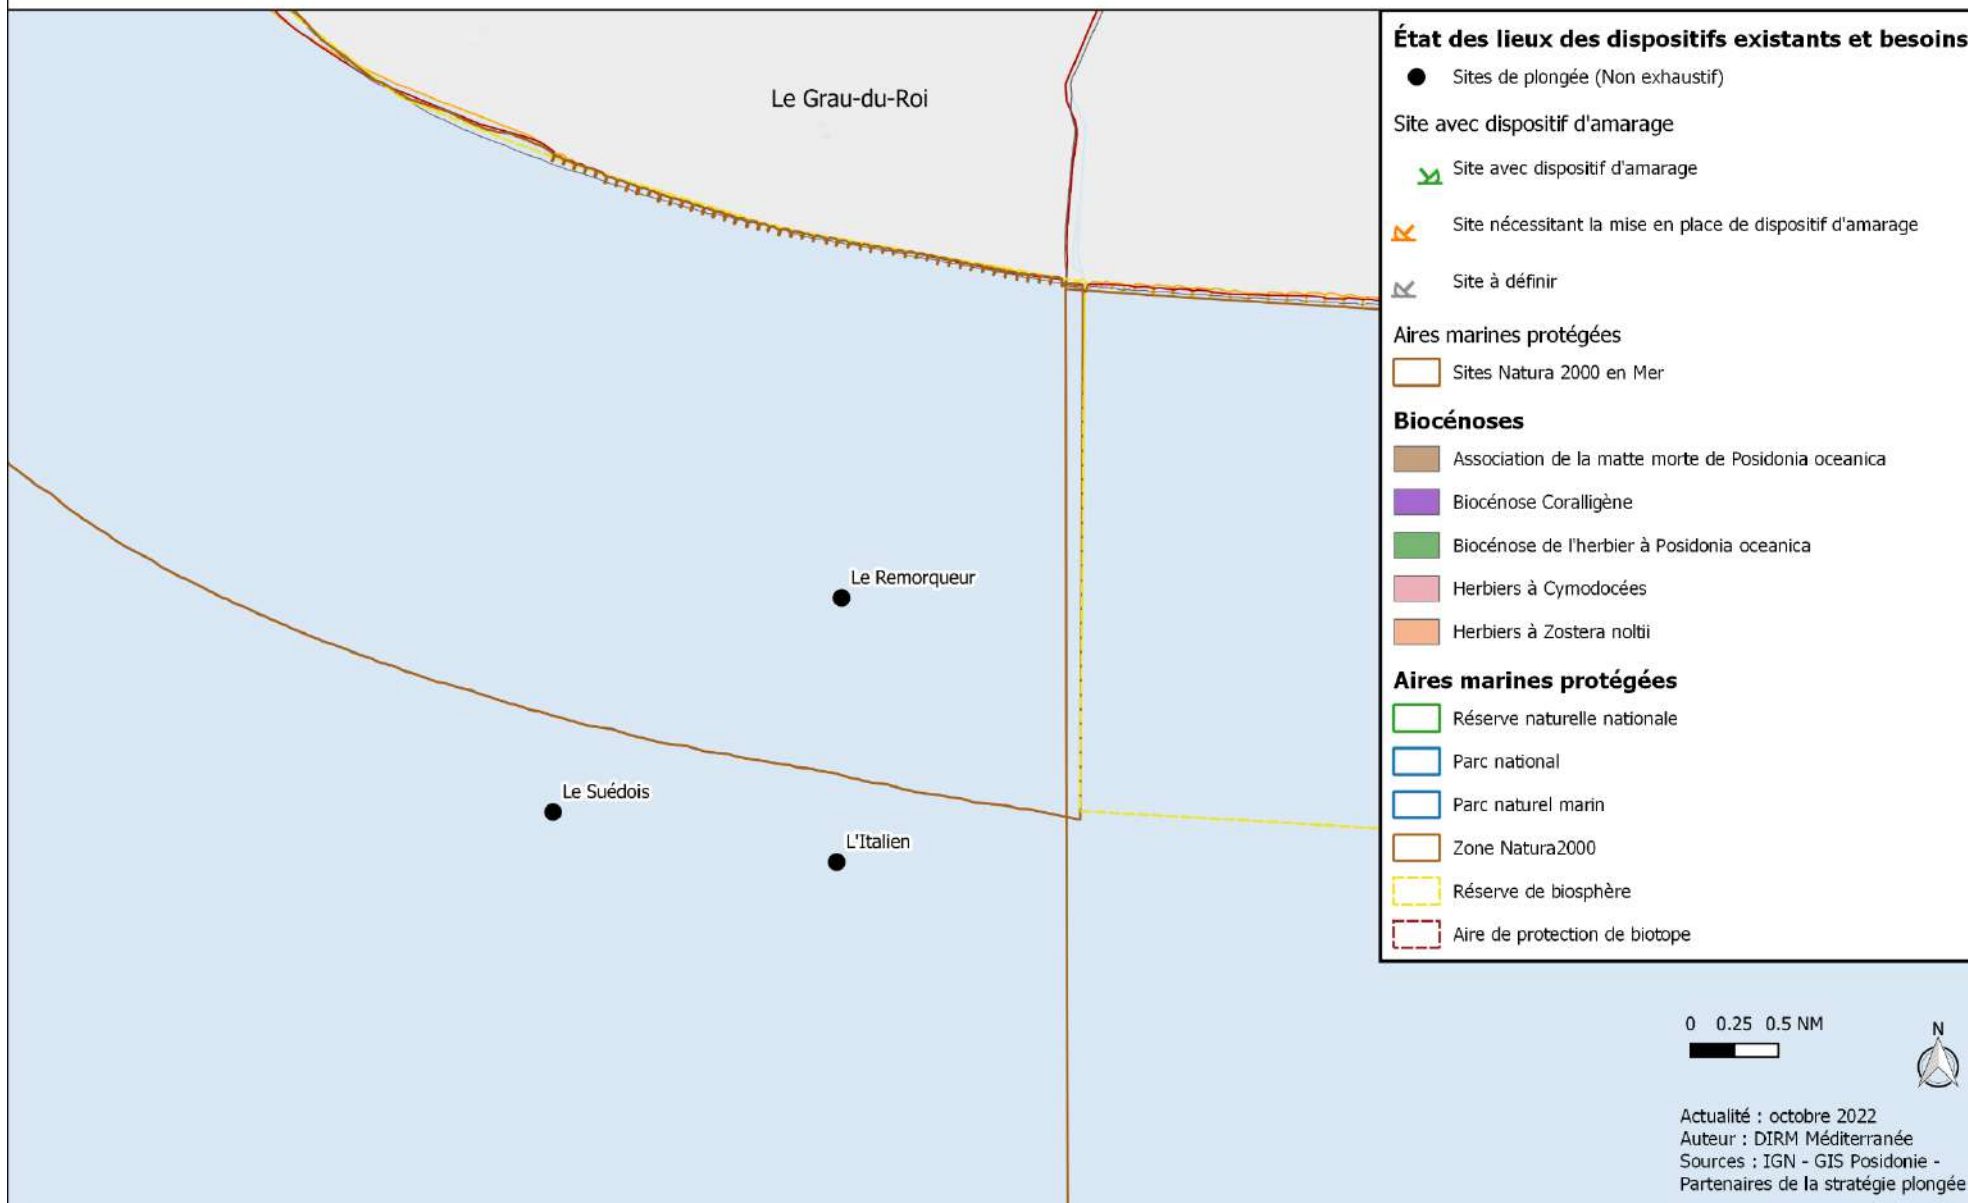 Le Grau-du-Roi
Le Remorqueur
Le Suédois
L'Italien
État des lieux des dispositifs existants et besoins
Sites de plongée (Non exhaustif)
Site avec dispositif d'amarage
Site avec dispositif d'amarage
Site nécessitant la mise en place de dispositif d'amarage
Site à définir
Aires marines protégées
Sites Natura 2000 en Mer
Biocénoses
Association de la matte morte de Posidonia oceanica
Biocénose Coralligène
Biocénose de l'herbier à Posidonia oceanica
Herbiers à Cymodocées
Herbiers à Zostera noltii
Aires marines protégées
Réserve naturelle nationale
Parc national
Parc naturel marin
Zone Natura2000
Réserve de biosphère
Aire de protection de biotope
0 0.25 0.5 NM
N
Actualité : octobre 2022
Auteur : DIRM Méditerranée
Sources : IGN - GIS Posidonie -
Partenaires de la stratégie plongée